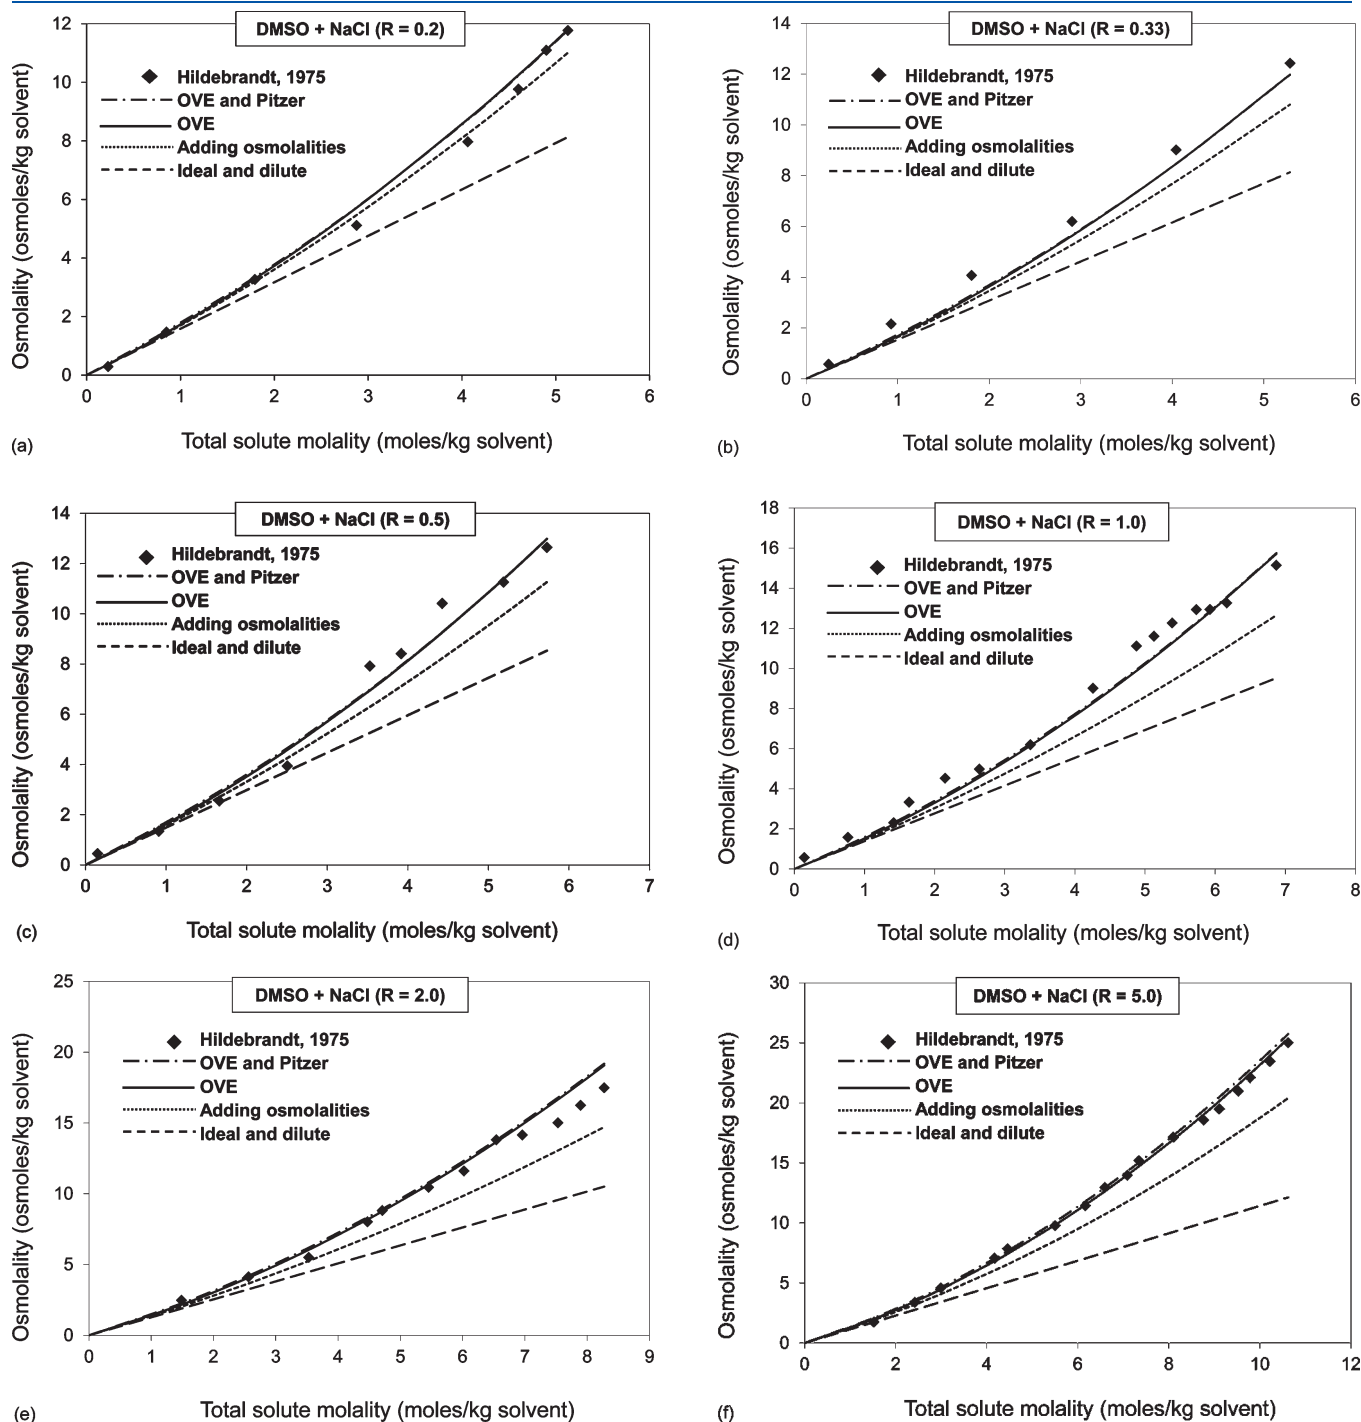 DMSO + NaCl (R = 0.2)
Hildebrandt, 1975
OVE and Pitzer
OVE
Adding osmolalities
Ideal and dilute
Osmolality (osmoles/kg solvent)
12
10
8
6
4
2
0
0 1 2 3 4 5 6
(a) Total solute molality (moles/kg solvent)
DMSO + NaCl (R = 0.33)
Hildebrandt, 1975
OVE and Pitzer
OVE
Adding osmolalities
Ideal and dilute
Osmolality (osmoles/kg solvent)
14
12
10
8
6
4
2
0
0 1 2 3 4 5 6
(b) Total solute molality (moles/kg solvent)
DMSO + NaCl (R = 0.5)
Hildebrandt, 1975
OVE and Pitzer
OVE
Adding osmolalities
Ideal and dilute
Osmolality (osmoles/kg solvent)
14
12
10
8
6
4
2
0
0 1 2 3 4 5 6 7
(c) Total solute molality (moles/kg solvent)
DMSO + NaCl (R = 1.0)
Hildebrandt, 1975
OVE and Pitzer
OVE
Adding osmolalities
Ideal and dilute
Osmolality (osmoles/kg solvent)
18
16
14
12
10
8
6
4
2
0
0 1 2 3 4 5 6 7 8
(d) Total solute molality (moles/kg solvent)
DMSO + NaCl (R = 2.0)
Hildebrandt, 1975
OVE and Pitzer
OVE
Adding osmolalities
Ideal and dilute
Osmolality (osmoles/kg solvent)
25
20
15
10
5
0
0 1 2 3 4 5 6 7 8 9
(e) Total solute molality (moles/kg solvent)
DMSO + NaCl (R = 5.0)
Hildebrandt, 1975
OVE and Pitzer
OVE
Adding osmolalities
Ideal and dilute
Osmolality (osmoles/kg solvent)
30
25
20
15
10
5
0
0 2 4 6 8 10 12
(f) Total solute molality (moles/kg solvent)